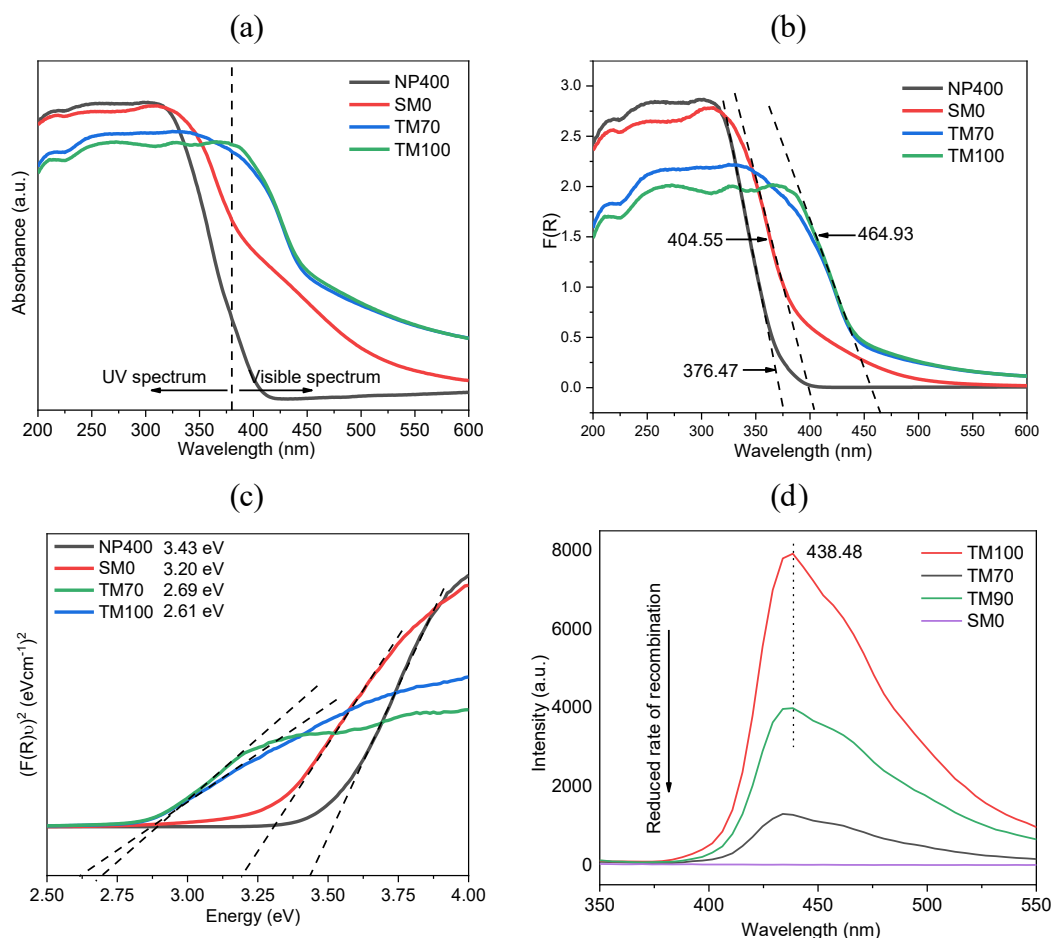 (a)
NP400
SM0
TM70
TM100
UV spectrum
Visible spectrum
Absorbance (a.u.)
200 250 300 350 400 450 500 550 600
Wavelength (nm)
(b)
3.0
2.5
2.0
1.5
1.0
0.5
0.0
F(R)
NP400
SM0
TM70
TM100
404.55
464.93
376.47
200 250 300 350 400 450 500 550 600
Wavelength (nm)
(c)
NP400 3.43 eV
SM0 3.20 eV
TM70 2.69 eV
TM100 2.61 eV
(F(R)υ)² (eVcm⁻¹)²
2.50 2.75 3.00 3.25 3.50 3.75 4.00
Energy (eV)
(d)
8000
6000
4000
2000
0
Intensity (a.u.)
438.48
TM100
TM70
TM90
SM0
Reduced rate of recombination
350 400 450 500 550
Wavelength (nm)